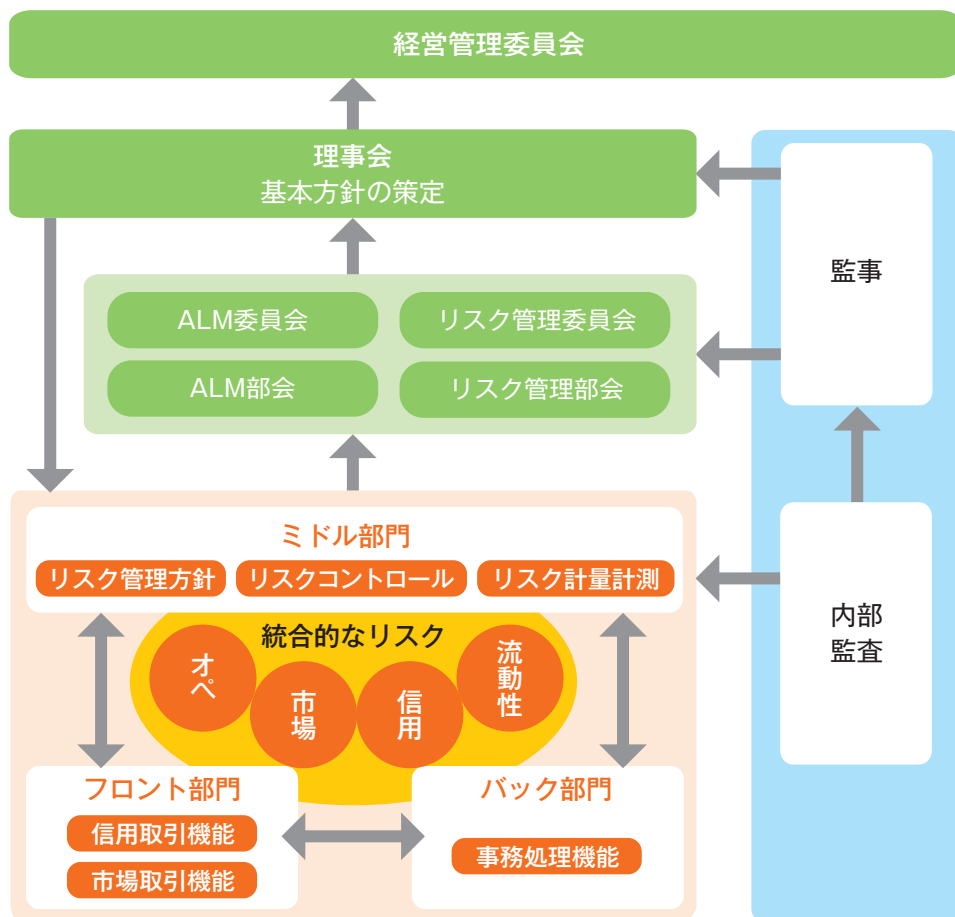 経営管理委員会
理事会
基本方針の策定
監事
ALM委員会
リスク管理委員会
ALM部会
リスク管理部会
ミドル部門
リスク管理方針
リスクコントロール
リスク計量計測
内部
監査
統合的なリスク
オペ
市場
信用
流動性
フロント部門
信用取引機能
市場取引機能
バック部門
事務処理機能